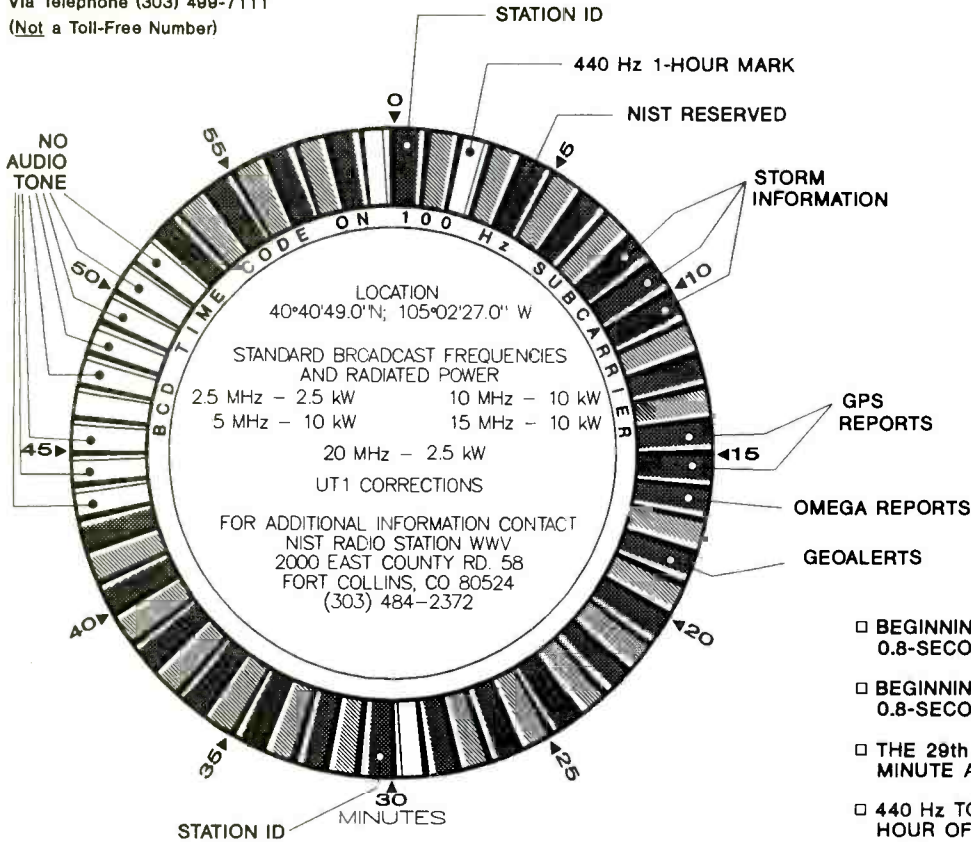 Via Telephone (303) 499-7111
(Not a Toll-Free Number)
STATION ID
440 Hz 1-HOUR MARK
NIST RESERVED
NO
AUDIO
TONE
STORM
INFORMATION
0
5
10
15
20
25
30
35
40
45
50
55
BCD TIME CODE ON 100 Hz SUBCARRIER
LOCATION
40°40'49.0"N; 105°02'27.0" W
STANDARD BROADCAST FREQUENCIES
AND RADIATED POWER
2.5 MHz – 2.5 kW 10 MHz – 10 kW
5 MHz – 10 kW 15 MHz – 10 kW
20 MHz – 2.5 kW
UT1 CORRECTIONS
FOR ADDITIONAL INFORMATION CONTACT
NIST RADIO STATION WWV
2000 EAST COUNTY RD. 58
FORT COLLINS, CO 80524
(303) 484–2372
GPS
REPORTS
OMEGA REPORTS
GEOALERTS
MINUTES
STATION ID
□ BEGINNIN
0.8-SECO
□ BEGINNIN
0.8-SECO
□ THE 29th
MINUTE A
□ 440 Hz TO
HOUR OF